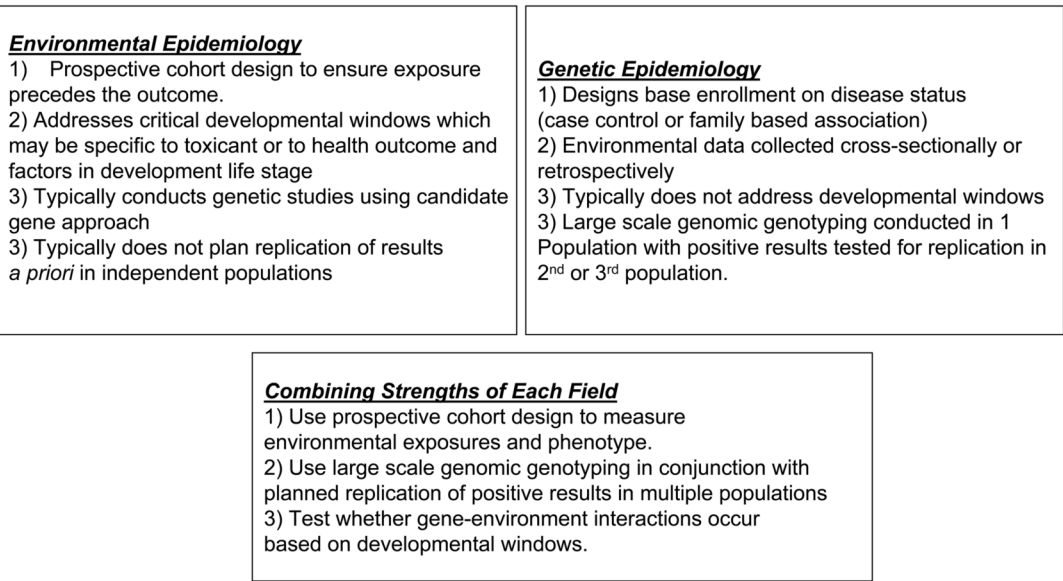 Environmental Epidemiology
1) Prospective cohort design to ensure exposure
precedes the outcome.
2) Addresses critical developmental windows which
may be specific to toxicant or to health outcome and
factors in development life stage
3) Typically conducts genetic studies using candidate
gene approach
3) Typically does not plan replication of results
a priori in independent populations
Genetic Epidemiology
1) Designs base enrollment on disease status
(case control or family based association)
2) Environmental data collected cross-sectionally or
retrospectively
3) Typically does not address developmental windows
3) Large scale genomic genotyping conducted in 1
Population with positive results tested for replication in
2nd or 3rd population.
Combining Strengths of Each Field
1) Use prospective cohort design to measure
environmental exposures and phenotype.
2) Use large scale genomic genotyping in conjunction with
planned replication of positive results in multiple populations
3) Test whether gene-environment interactions occur
based on developmental windows.